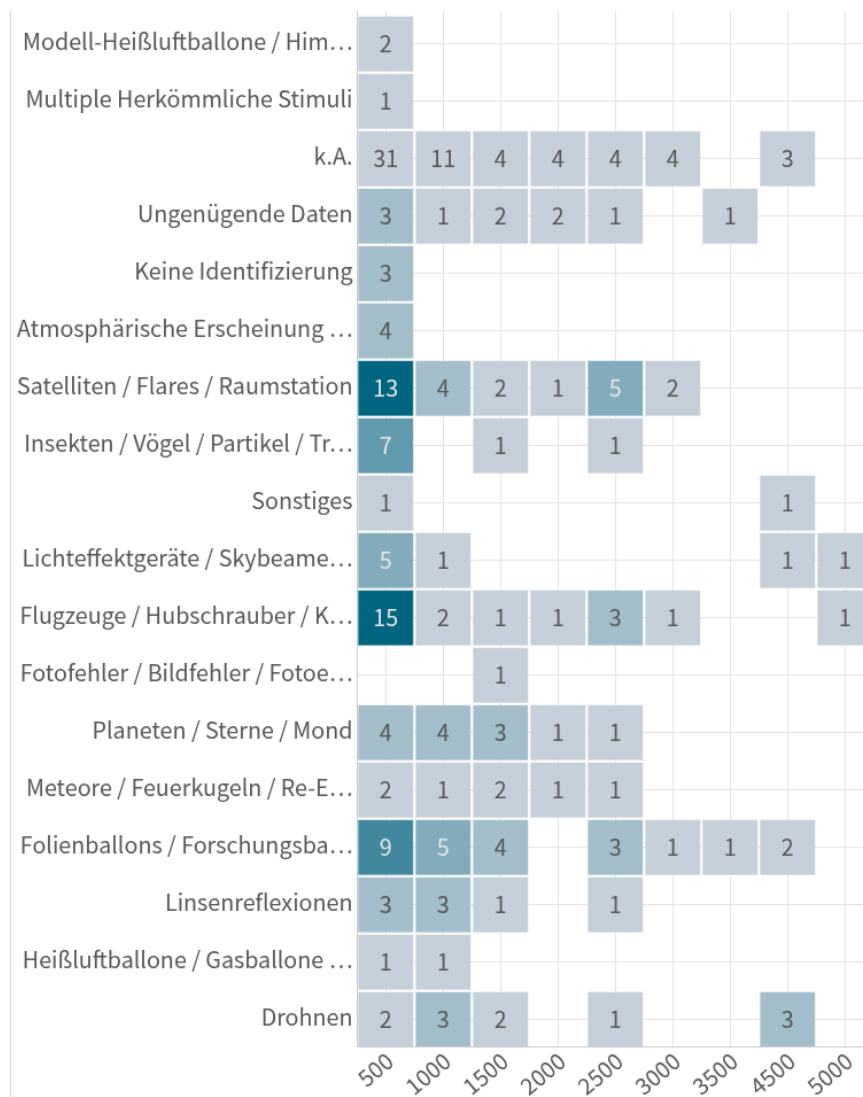 Modell-Heißluftballone / Him… 2
Multiple Herkömmliche Stimuli 1
k.A. 31 11 4 4 4 4 3
Ungenügende Daten 3 1 2 2 1 1
Keine Identifizierung 3
Atmosphärische Erscheinung … 4
Satelliten / Flares / Raumstation 13 4 2 1 5 2
Insekten / Vögel / Partikel / Tr… 7 1 1
Sonstiges 1 1
Lichteffektgeräte / Skybeame… 5 1 1 1
Flugzeuge / Hubschrauber / K… 15 2 1 1 3 1 1
Fotofehler / Bildfehler / Fotoe… 1
Planeten / Sterne / Mond 4 4 3 1 1
Meteore / Feuerkugeln / Re-E… 2 1 2 1 1
Folienballons / Forschungsba… 9 5 4 3 1 1 2
Linsenreflexionen 3 3 1 1
Heißluftballone / Gasballone … 1 1
Drohnen 2 3 2 1 3
500 1000 1500 2000 2500 3000 3500 4500 5000